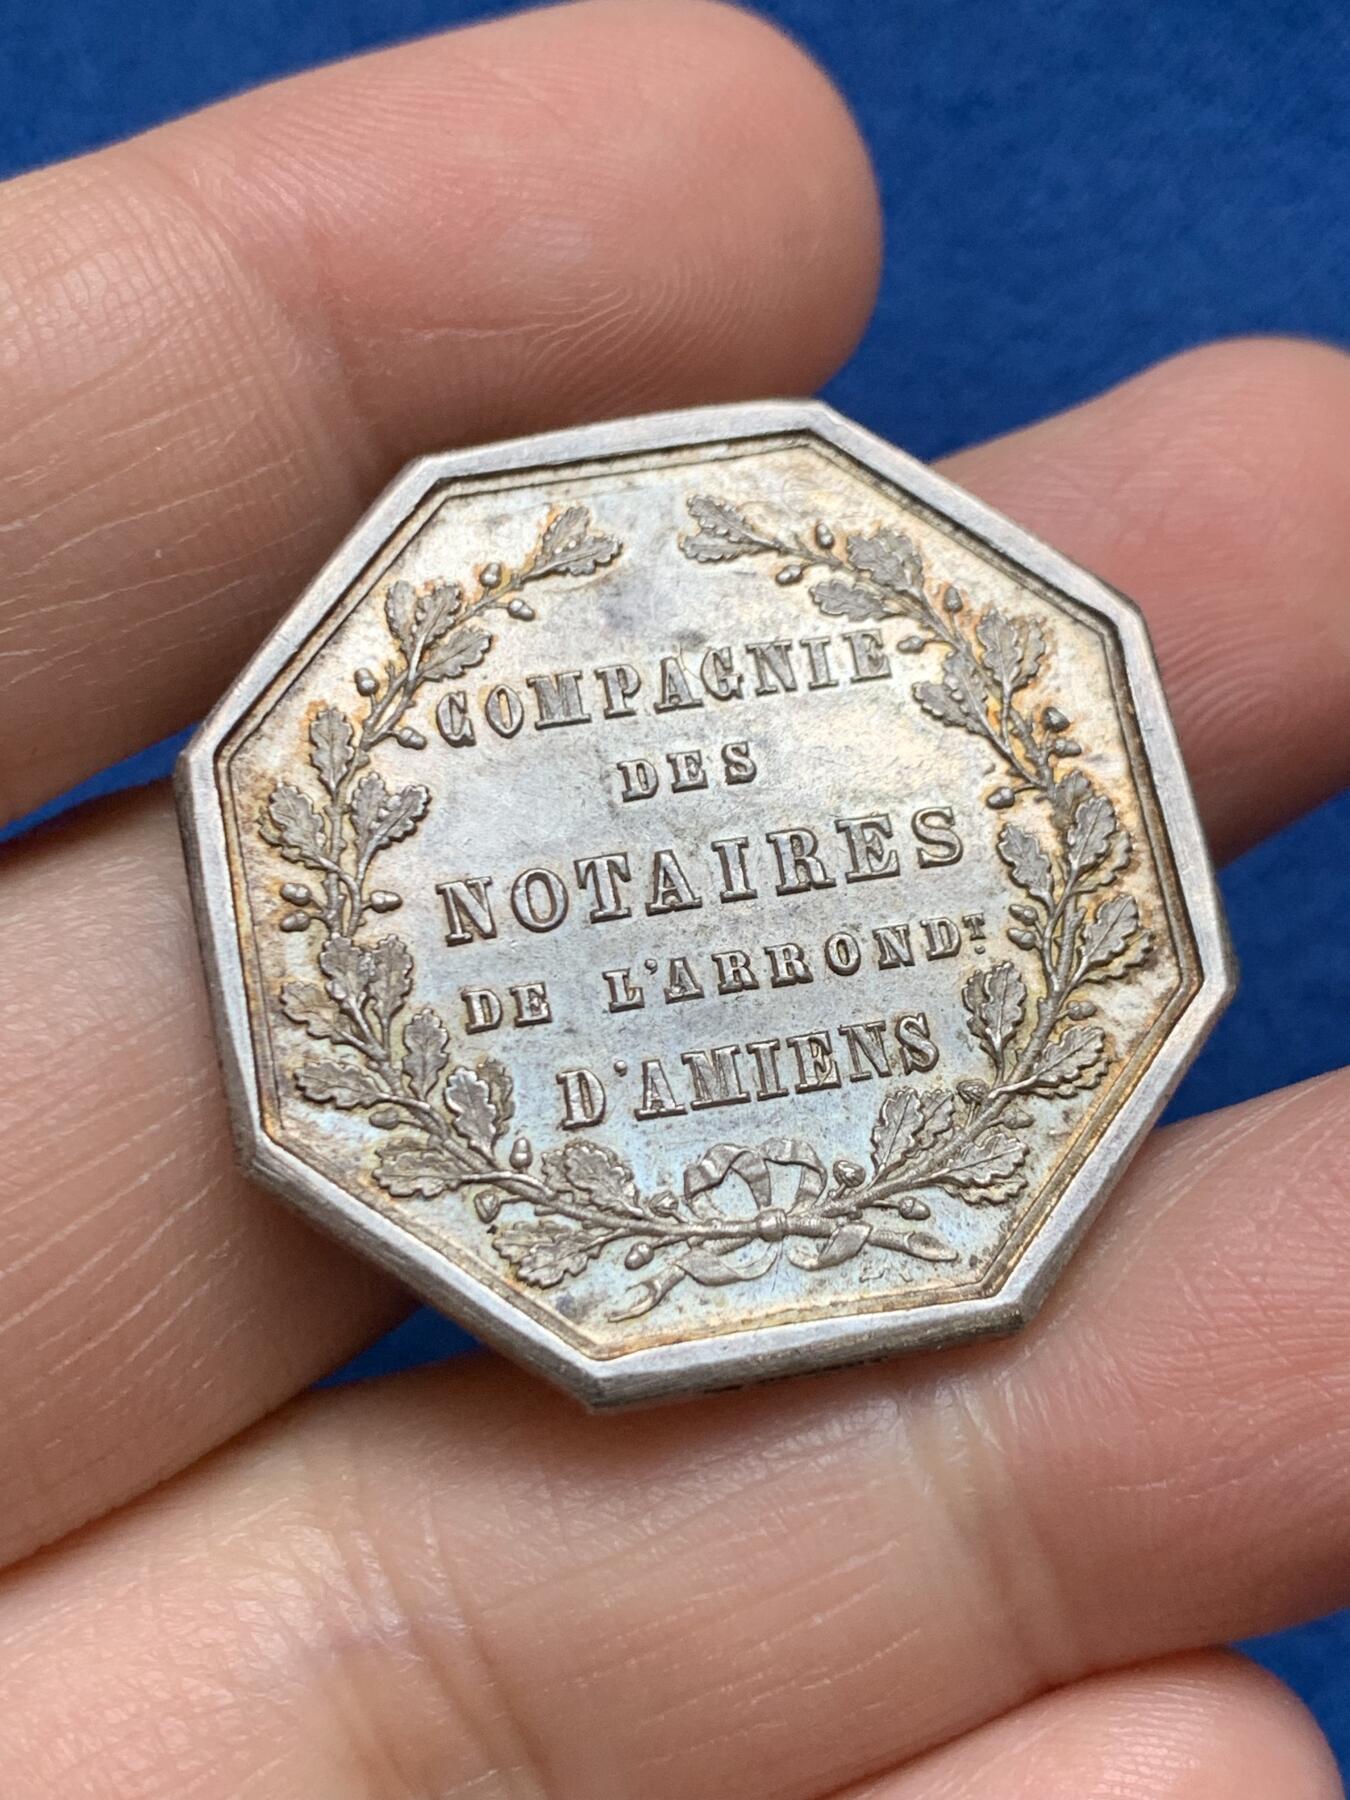 COMPAGNIE
DES
NOTAIRES
DE L'ARRONDT
D'AMIENS